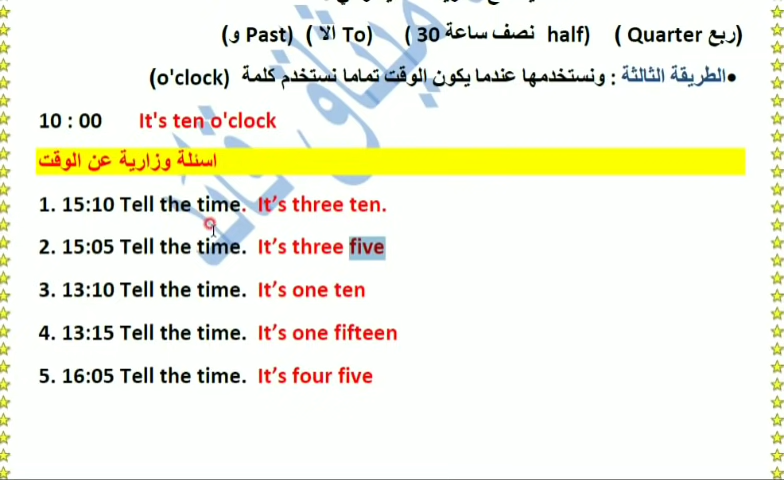 (ربع Quarter ) (half نصف ساعة 30 ) (To الا ) (Past و)
•الطريقة الثالثة : ونستخدمها عندما يكون الوقت تماما نستخدم كلمة (o'clock)
10 : 00 It's ten o'clock
اسئلة وزارية عن الوقت
1. 15:10 Tell the time. It’s three ten.
2. 15:05 Tell the time. It’s three five
3. 13:10 Tell the time. It’s one ten
4. 13:15 Tell the time. It’s one fifteen
5. 16:05 Tell the time. It’s four five